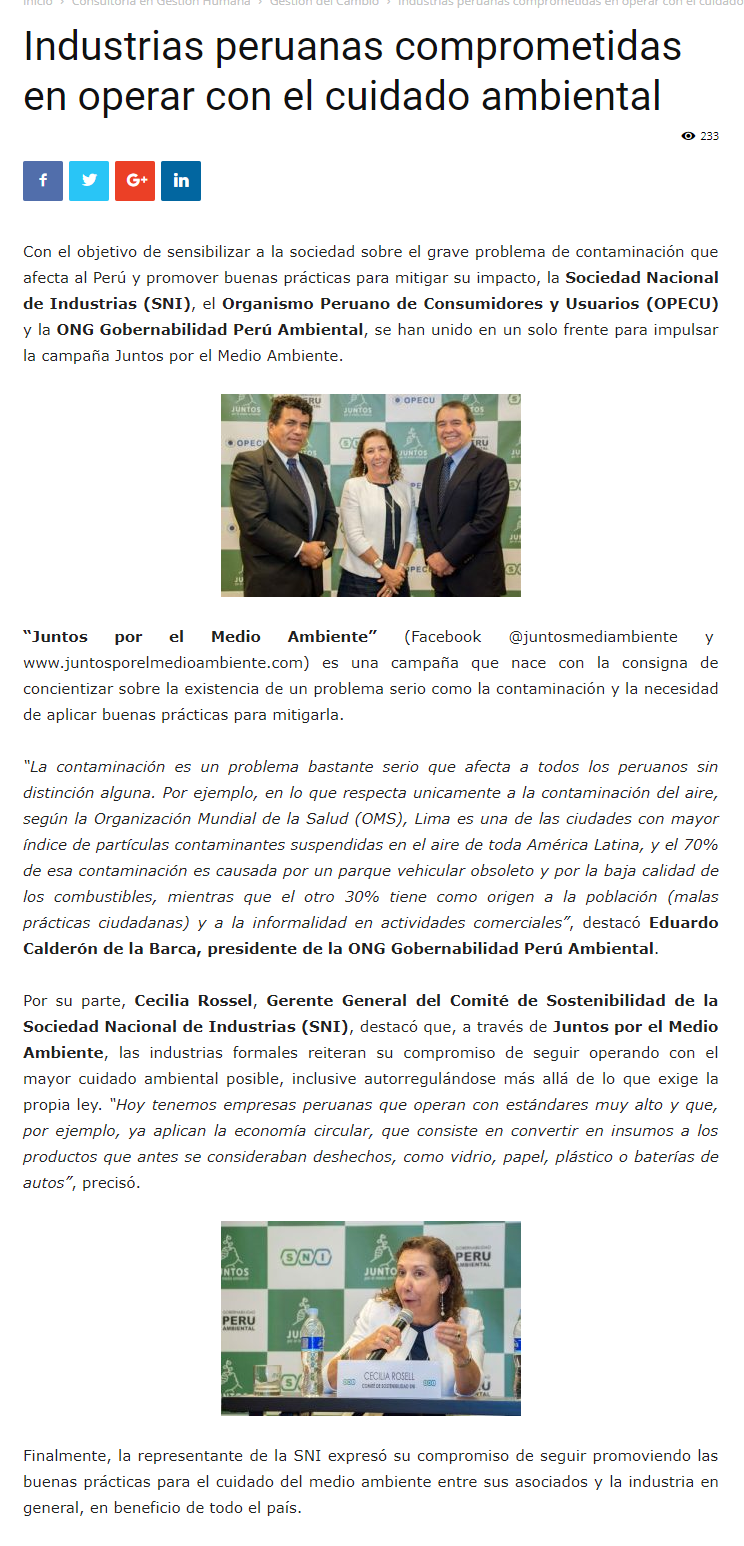 Inicio › Consultoría en Gestión Humana › Gestión del Cambio › Industrias peruanas comprometidas en operar con el cuidado
Industrias peruanas comprometidas
en operar con el cuidado ambiental
233
Con el objetivo de sensibilizar a la sociedad sobre el grave problema de contaminación que
afecta al Perú y promover buenas prácticas para mitigar su impacto, la Sociedad Nacional
de Industrias (SNI), el Organismo Peruano de Consumidores y Usuarios (OPECU)
y la ONG Gobernabilidad Perú Ambiental, se han unido en un solo frente para impulsar
la campaña Juntos por el Medio Ambiente.
JUNTOS
OPECU
“Juntos por el Medio Ambiente” (Facebook @juntosmediambiente y
www.juntosporelmedioambiente.com) es una campaña que nace con la consigna de
concientizar sobre la existencia de un problema serio como la contaminación y la necesidad
de aplicar buenas prácticas para mitigarla.
“La contaminación es un problema bastante serio que afecta a todos los peruanos sin
distinción alguna. Por ejemplo, en lo que respecta unicamente a la contaminación del aire,
según la Organización Mundial de la Salud (OMS), Lima es una de las ciudades con mayor
índice de partículas contaminantes suspendidas en el aire de toda América Latina, y el 70%
de esa contaminación es causada por un parque vehicular obsoleto y por la baja calidad de
los combustibles, mientras que el otro 30% tiene como origen a la población (malas
prácticas ciudadanas) y a la informalidad en actividades comerciales”, destacó Eduardo
Calderón de la Barca, presidente de la ONG Gobernabilidad Perú Ambiental.
Por su parte, Cecilia Rossel, Gerente General del Comité de Sostenibilidad de la
Sociedad Nacional de Industrias (SNI), destacó que, a través de Juntos por el Medio
Ambiente, las industrias formales reiteran su compromiso de seguir operando con el
mayor cuidado ambiental posible, inclusive autorregulándose más allá de lo que exige la
propia ley. “Hoy tenemos empresas peruanas que operan con estándares muy alto y que,
por ejemplo, ya aplican la economía circular, que consiste en convertir en insumos a los
productos que antes se consideraban deshechos, como vidrio, papel, plástico o baterías de
autos”, precisó.
SNI
JUNTOS
GOBERNABILIDAD
PERU
AMBIENTAL
CECILIA ROSELL
COMITÉ DE SOSTENIBILIDAD SNI
Finalmente, la representante de la SNI expresó su compromiso de seguir promoviendo las
buenas prácticas para el cuidado del medio ambiente entre sus asociados y la industria en
general, en beneficio de todo el país.